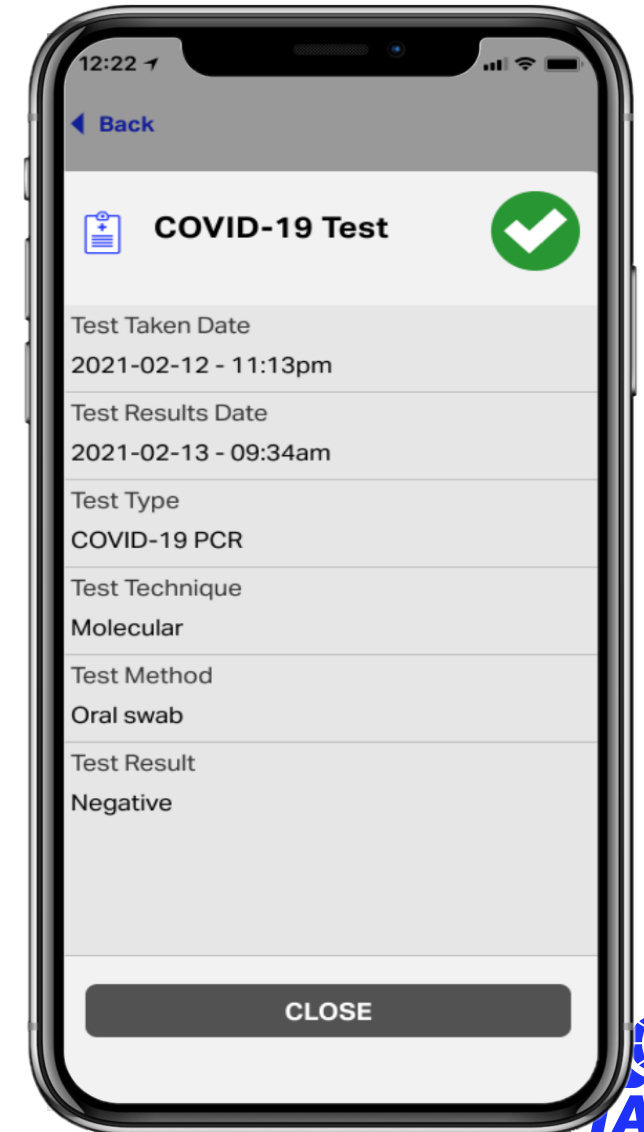 12:22
Back
COVID-19 Test
Test Taken Date
2021-02-12 - 11:13pm
Test Results Date
2021-02-13 - 09:34am
Test Type
COVID-19 PCR
Test Technique
Molecular
Test Method
Oral swab
Test Result
Negative
CLOSE